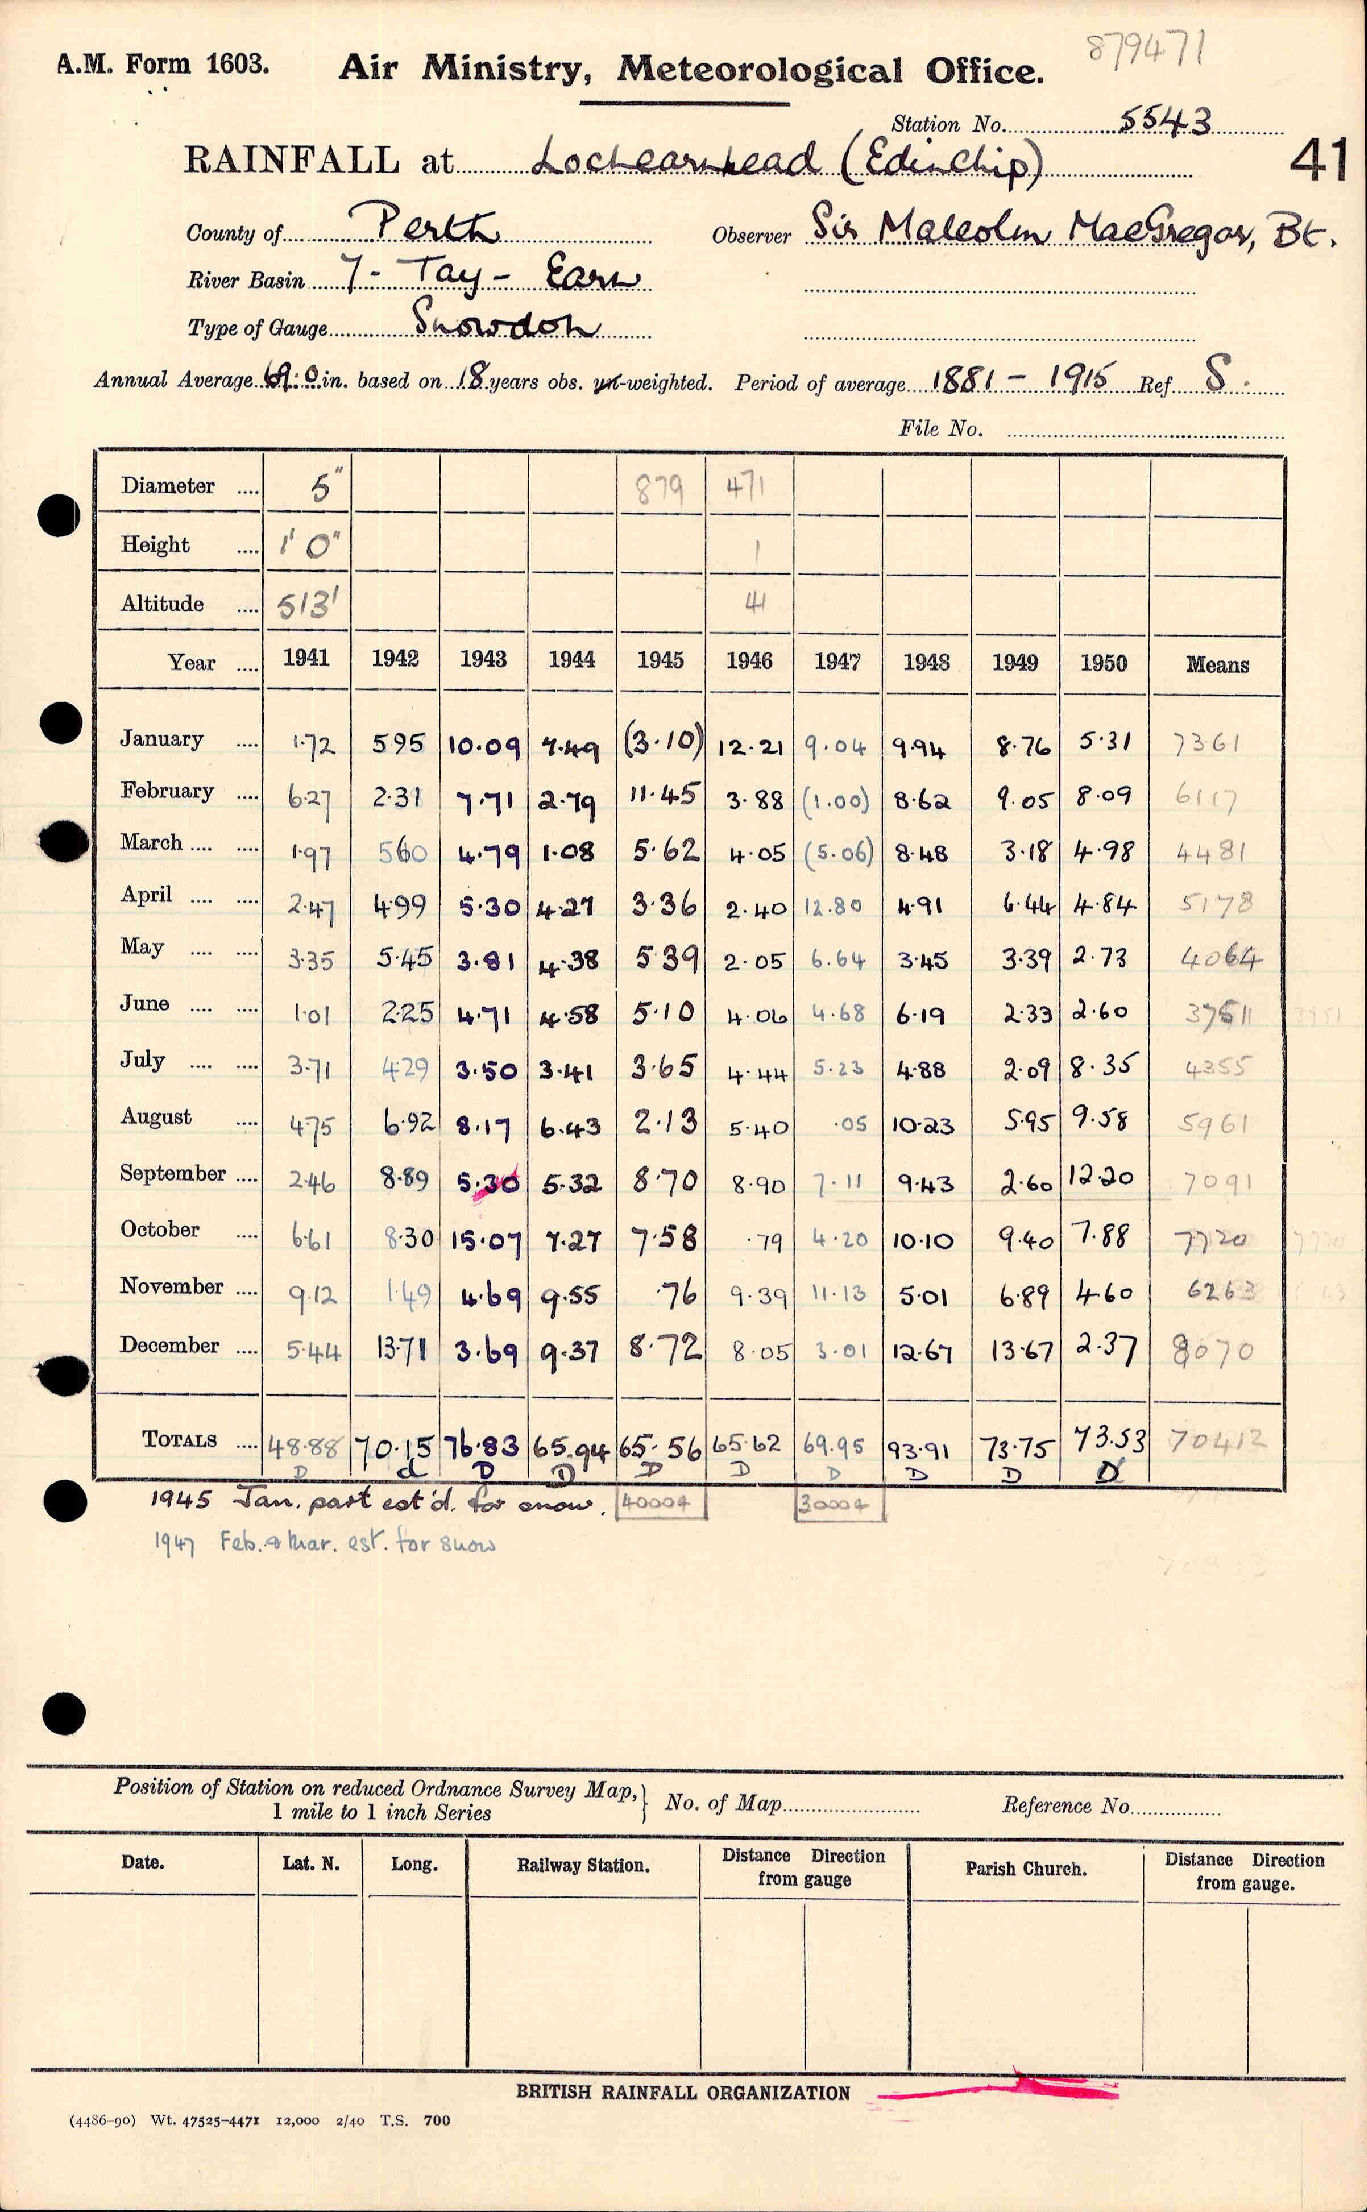 879471
A.M. Form 1603. Air Ministry, Meteorological Office.
Station No. 5543
RAINFALL at Lochearnhead (Edinchip) 41
County of Perth Observer Sir Malcolm MacGregor, Bt.
River Basin 7 - Tay - Earn
Type of Gauge Snowdon
Annual Average 69.0 in. based on 18 years obs. un-weighted. Period of average 1881 - 1915 Ref. S.
File No.
Diameter .... 5" 879 471
Height .... 1' 0" 1
Altitude .... 513' 41
Year .... 1941 1942 1943 1944 1945 1946 1947 1948 1949 1950 Means
January .... 1.72 5.95 10.09 7.49 (3.10) 12.21 9.04 9.94 8.76 5.31 7361
February .... 6.27 2.31 7.71 2.79 11.45 3.88 (1.00) 8.62 9.05 8.09 6117
March .... .... 1.97 5.60 4.79 1.08 5.62 4.05 (5.06) 8.48 3.18 4.98 4481
April .... .... 2.47 4.99 5.30 4.27 3.36 2.40 12.80 4.91 6.44 4.84 5178
May .... .... 3.35 5.45 3.81 4.38 5.39 2.05 6.64 3.45 3.39 2.73 4064
June .... .... 1.01 2.25 4.71 4.58 5.10 4.06 4.68 6.19 2.33 2.60 3751
July .... .... 3.71 4.29 3.50 3.41 3.65 4.44 5.23 4.88 2.09 8.35 4355
August .... 4.75 6.92 8.17 6.43 2.13 5.40 .05 10.23 5.95 9.58 5961
September .... 2.46 8.89 5.30 5.32 8.70 8.90 7.11 9.43 2.60 12.20 7091
October .... 6.61 8.30 15.07 7.27 7.58 .79 4.20 10.10 9.40 7.88 7720
November .... 9.12 1.49 4.69 9.55 .76 9.39 11.13 5.01 6.89 4.60 6263
December .... 5.44 13.71 3.69 9.37 8.72 8.05 3.01 12.67 13.67 2.37 8070
TOTALS .... 48.88 70.15 76.83 65.94 65.56 65.62 69.95 93.91 73.75 73.53 70412
D d D D D D D D D D
1945 Jan. part est'd. for snow. 40004 30004
1947 Feb. & Mar. est. for snow
Position of Station on reduced Ordnance Survey Map,} No. of Map Reference No.
1 mile to 1 inch Series
Date. Lat. N. Long. Railway Station. Distance from gauge Direction Parish Church. Distance Direction from gauge.
BRITISH RAINFALL ORGANIZATION
(4486-90) Wt. 47525-4471 12,000 2/40 T.S. 700